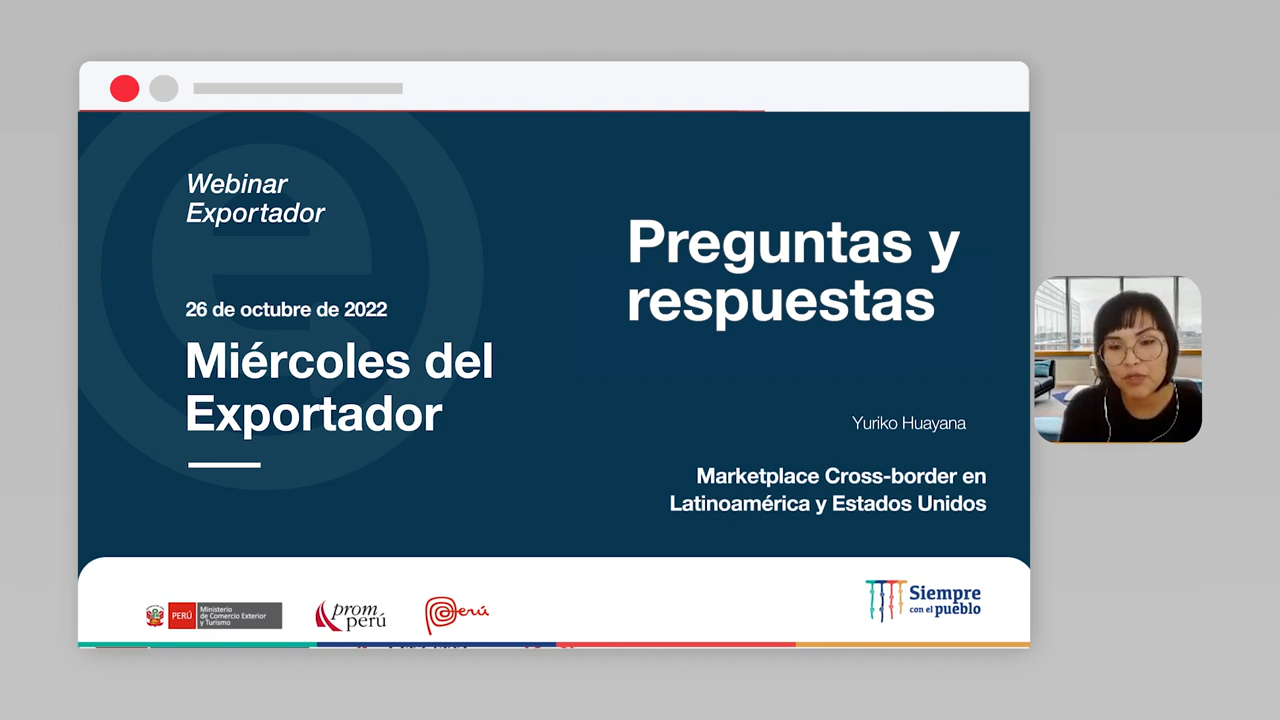 Webinar
Exportador
26 de octubre de 2022
Miércoles del
Exportador
Preguntas y
respuestas
Yuriko Huayana
Marketplace Cross-border en
Latinoamérica y Estados Unidos
PERÚ
Ministerio
de Comercio Exterior
y Turismo
prom
perú
Perú
Siempre
con el pueblo